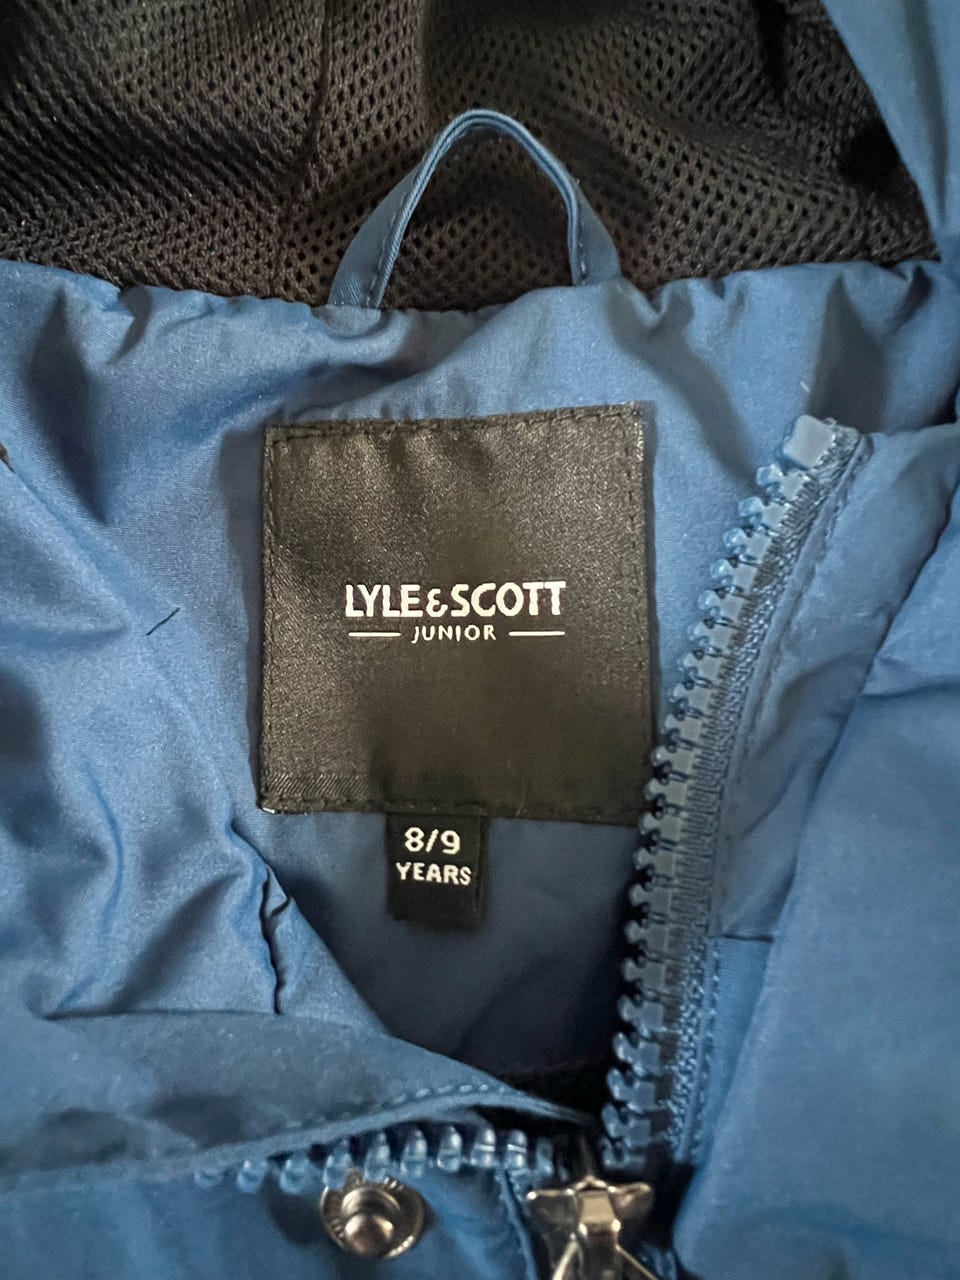 LYLE & SCOTT
JUNIOR
8/9
YEARS